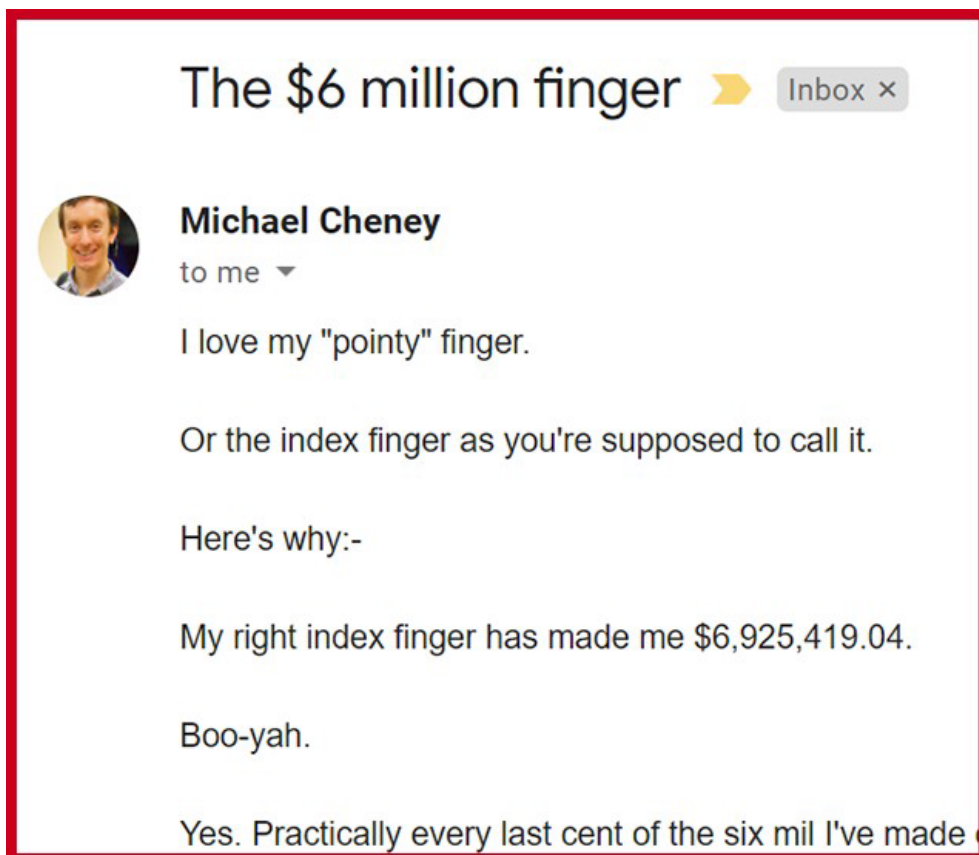 The $6 million finger Inbox ×
Michael Cheney
to me
I love my "pointy" finger.
Or the index finger as you're supposed to call it.
Here's why:-
My right index finger has made me $6,925,419.04.
Boo-yah.
Yes. Practically every last cent of the six mil I've made